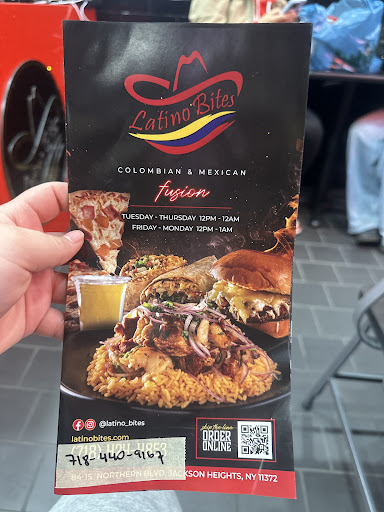 Latino Bites
COLOMBIAN & MEXICAN
fusion
TUESDAY - THURSDAY 12PM - 12AM
FRIDAY - MONDAY 12PM - 1AM
@latino_bites
latinobites.com
718-440-9167
skip-the-line
ORDER
ONLINE
84-15 NORTHERN BLVD, JACKSON HEIGHTS, NY 11372